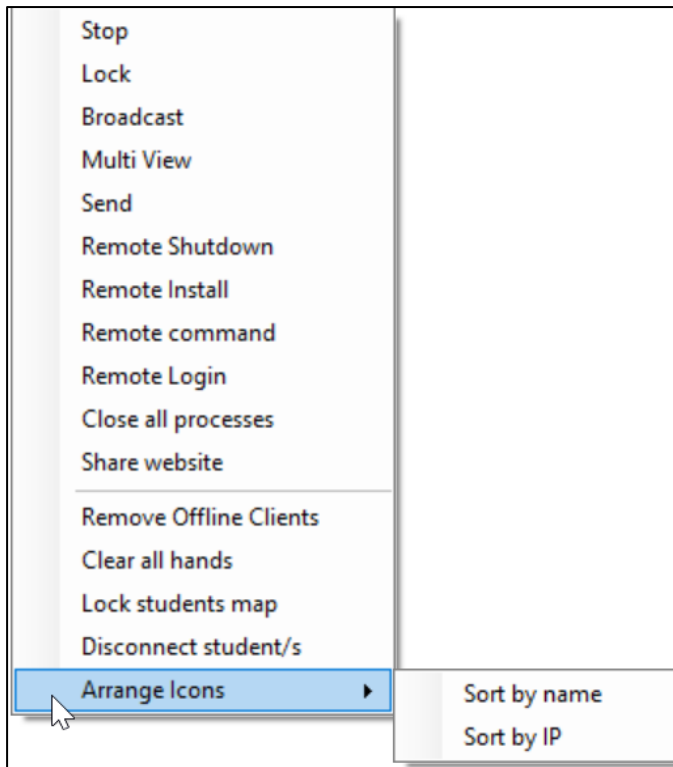 Stop
Lock
Broadcast
Multi View
Send
Remote Shutdown
Remote Install
Remote command
Remote Login
Close all processes
Share website
Remove Offline Clients
Clear all hands
Lock students map
Disconnect student/s
Arrange Icons
Sort by name
Sort by IP